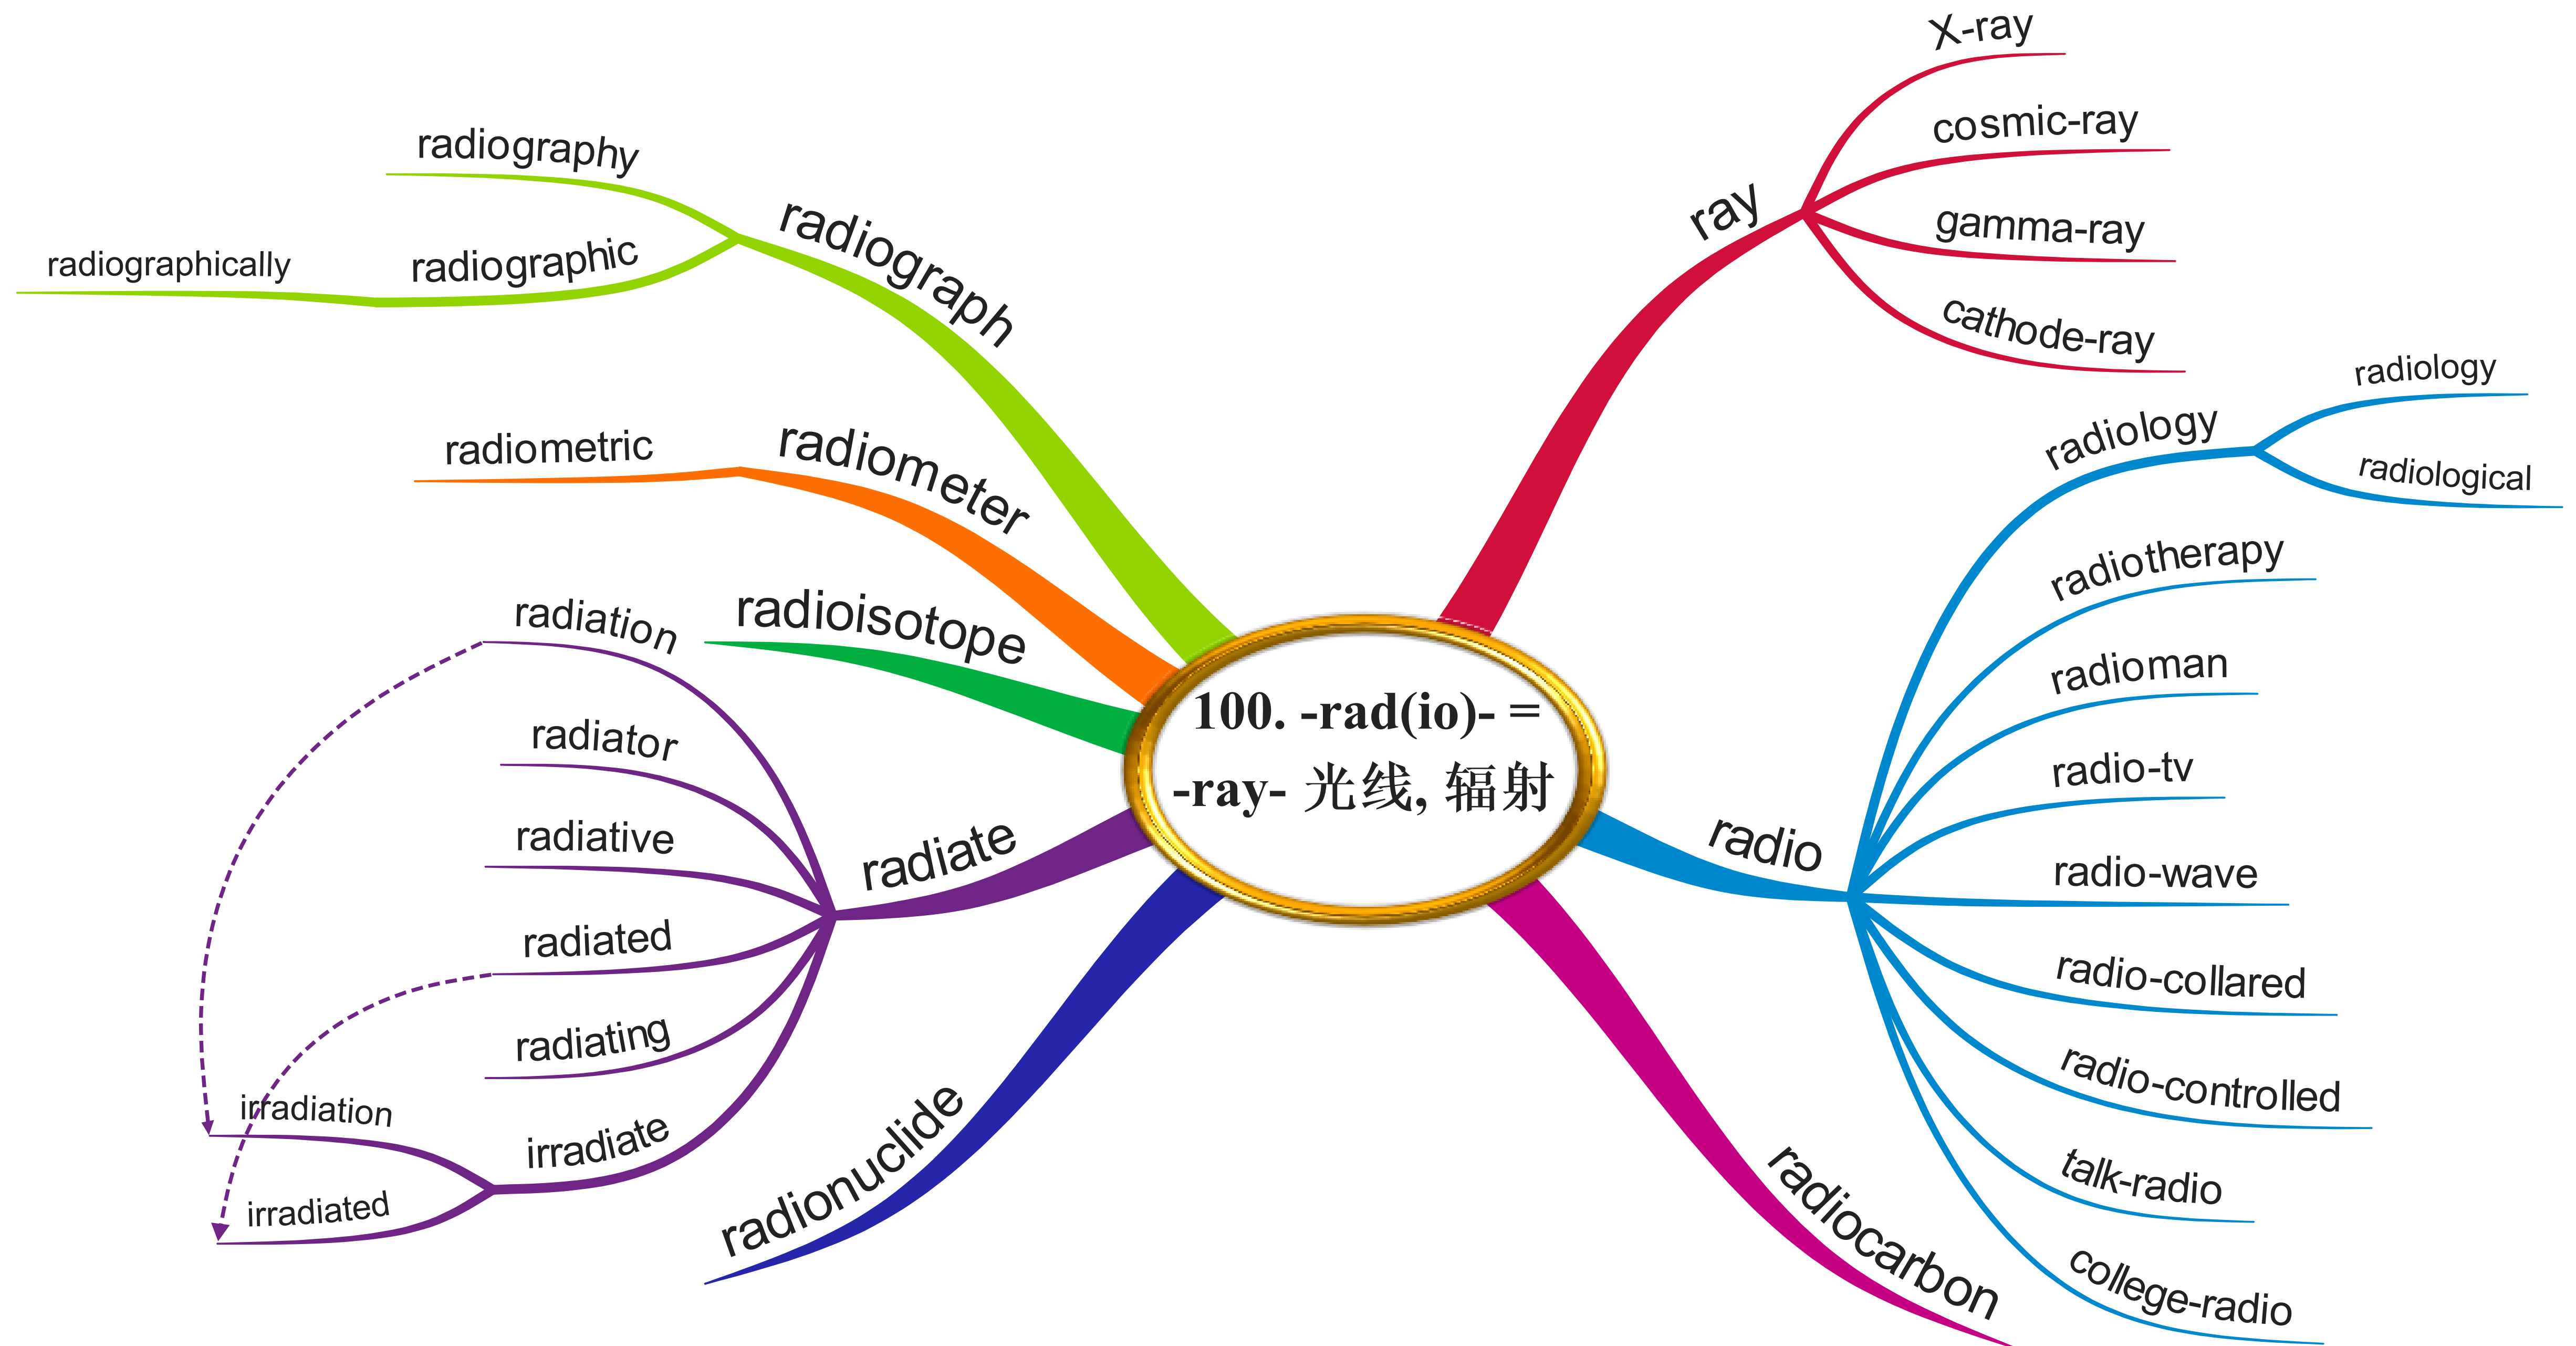 100. -rad(io)- =
-ray- 光线, 辐射
ray
X-ray
cosmic-ray
gamma-ray
cathode-ray
radio
radiology
radiology
radiological
radiotherapy
radioman
radio-tv
radio-wave
radio-collared
radio-controlled
talk-radio
college-radio
radiocarbon
radionuclide
radiate
radiation
radiator
radiative
radiated
radiating
irradiate
irradiation
irradiated
radioisotope
radiometer
radiometric
radiograph
radiography
radiographic
radiographically